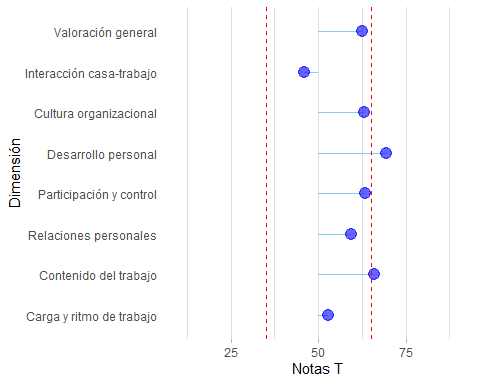 Valoración general
Interacción casa-trabajo
Cultura organizacional
Desarrollo personal
Participación y control
Relaciones personales
Contenido del trabajo
Carga y ritmo de trabajo
Dimensión
25 50 75
Notas T